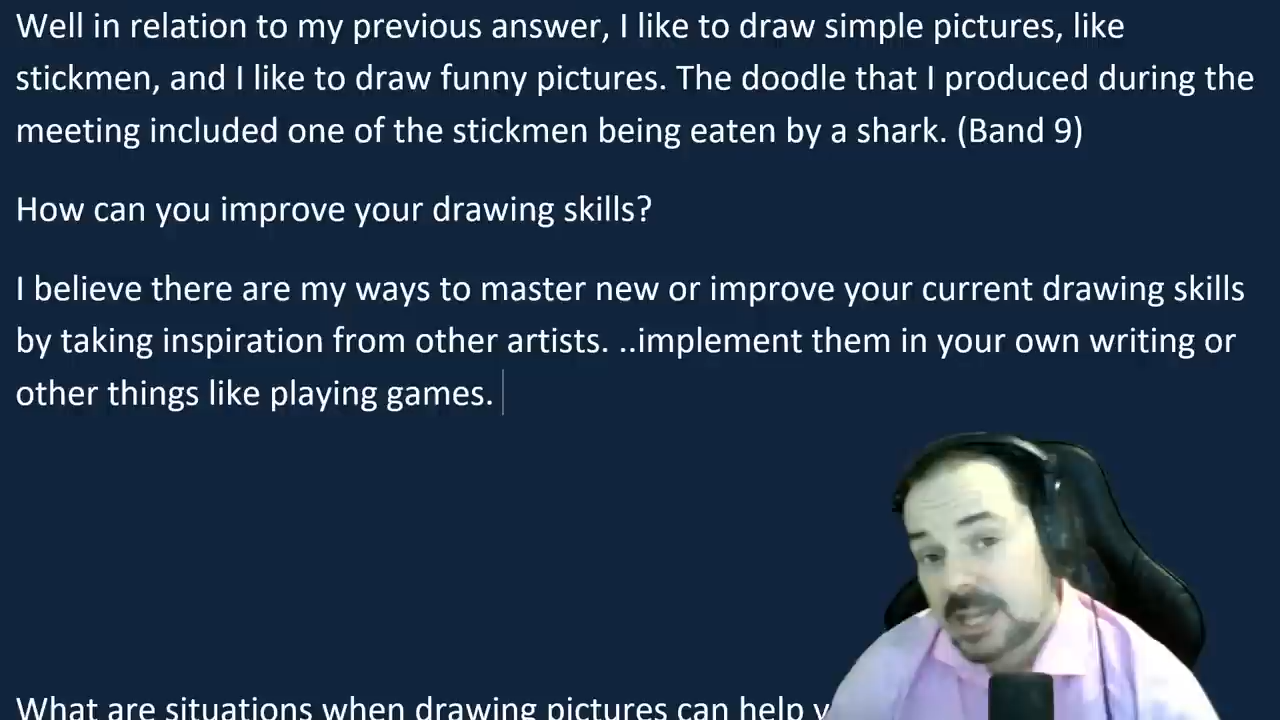 Well in relation to my previous answer, I like to draw simple pictures, like
stickmen, and I like to draw funny pictures. The doodle that I produced during the
meeting included one of the stickmen being eaten by a shark. (Band 9)
How can you improve your drawing skills?
I believe there are my ways to master new or improve your current drawing skills
by taking inspiration from other artists. ..implement them in your own writing or
other things like playing games.
What are situations when drawing pictures can help